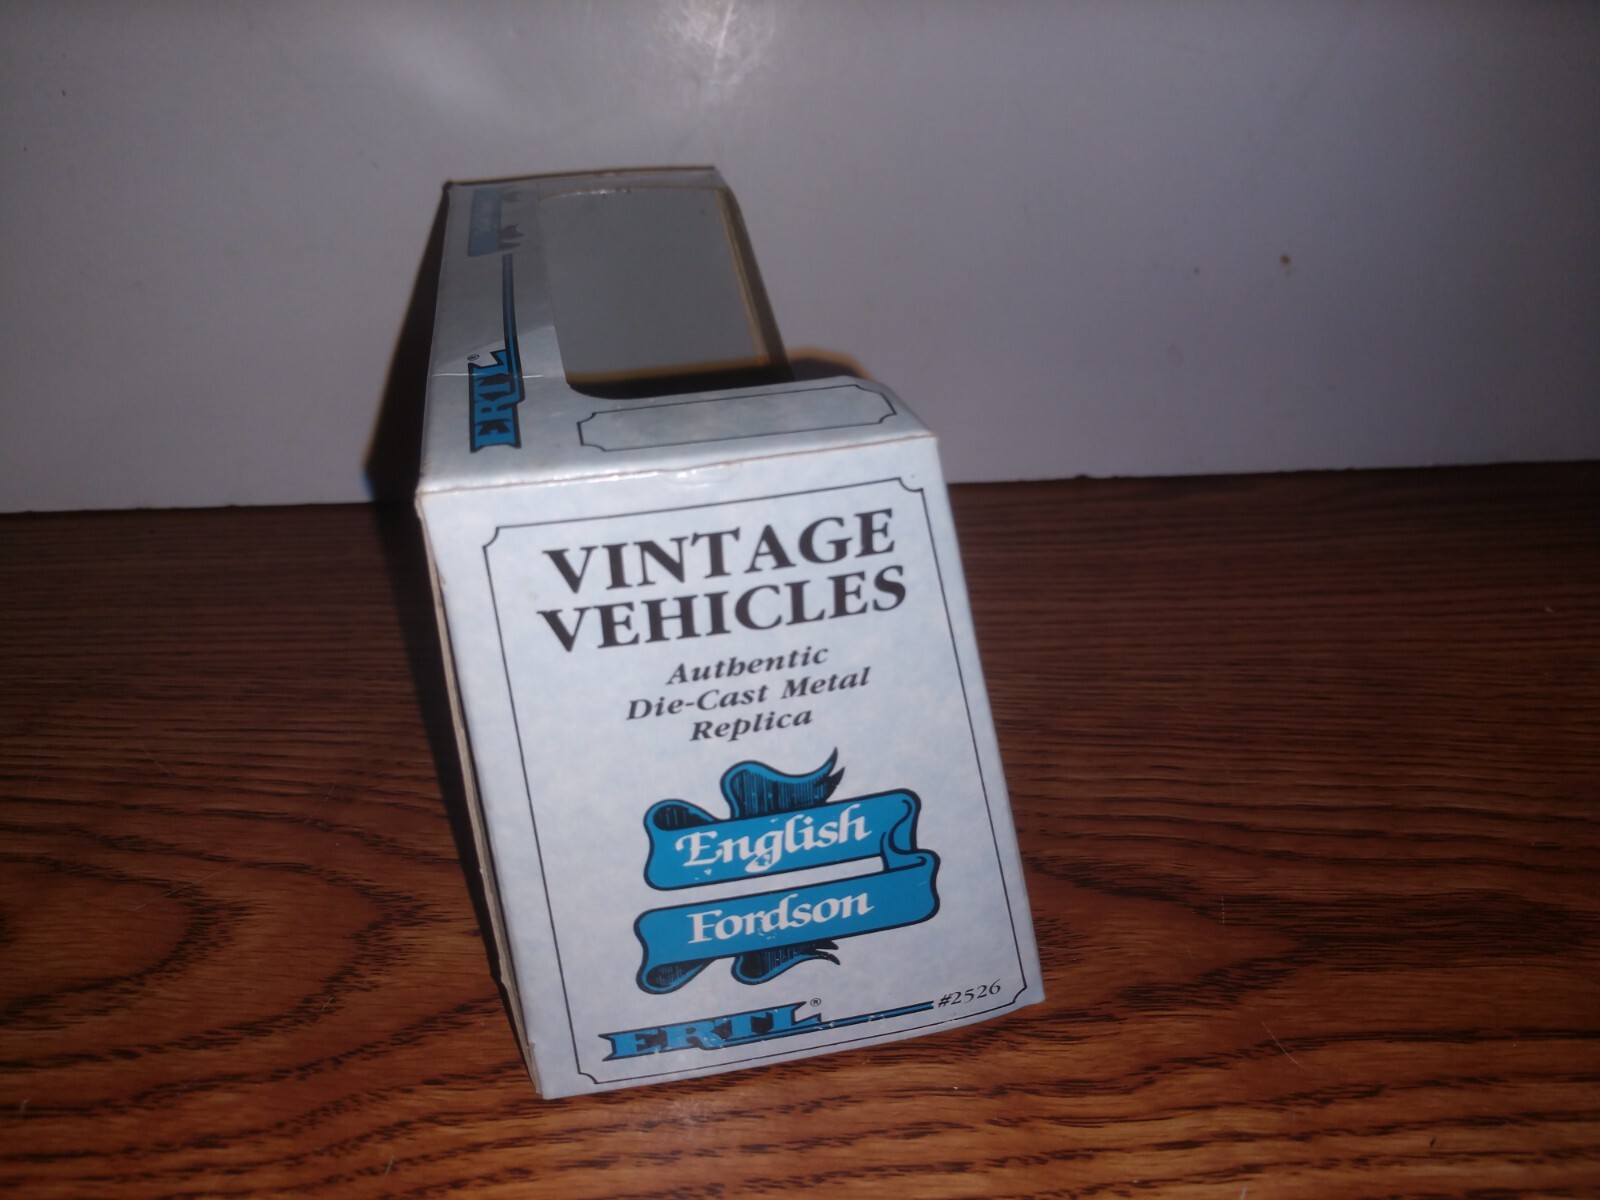 ERTL®
VINTAGE
VEHICLES
Authentic
Die-Cast Metal
Replica
English
Fordson
ERTL® #2526